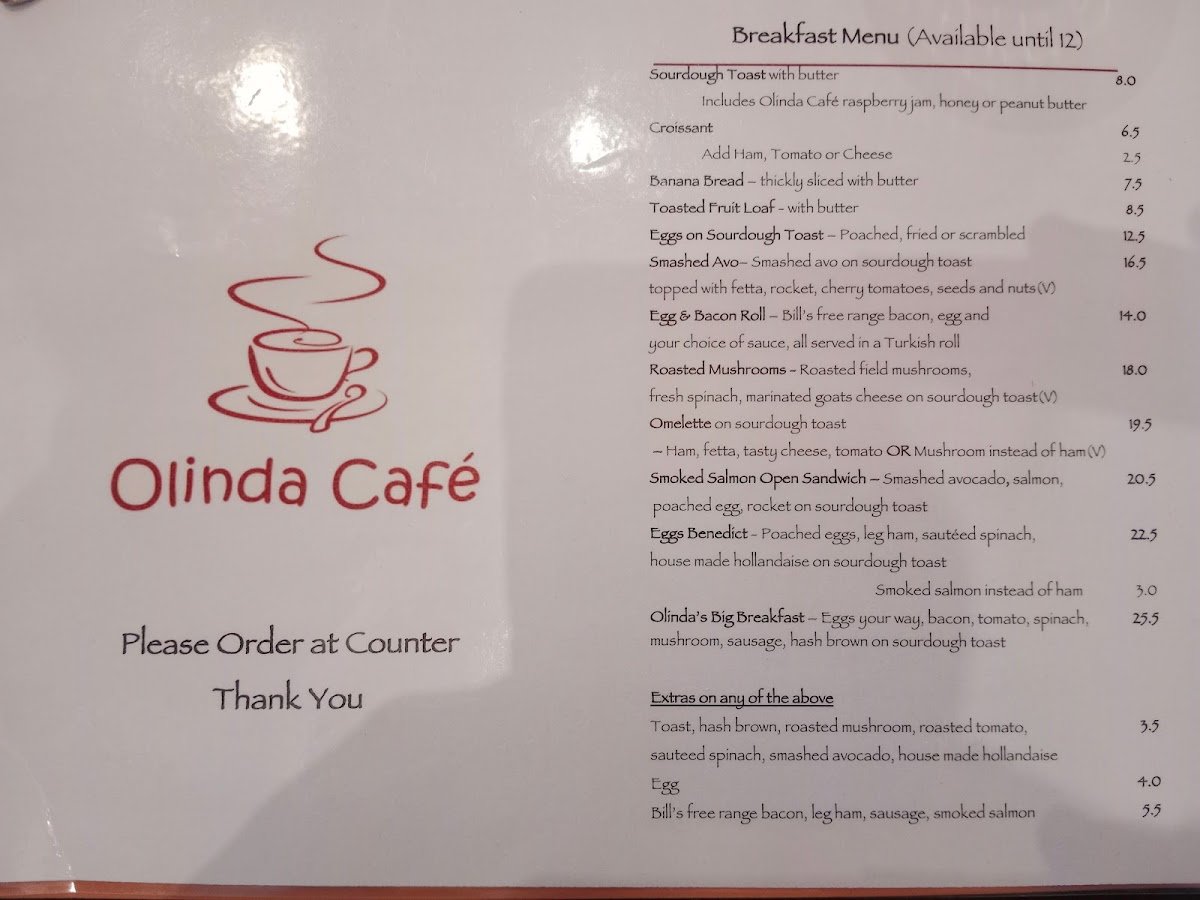 Olinda Café
Please Order at Counter
Thank You
Breakfast Menu (Available until 12)
Sourdough Toast with butter 8.0
Includes Olinda Café raspberry jam, honey or peanut butter
Croissant 6.5
Add Ham, Tomato or Cheese 2.5
Banana Bread – thickly sliced with butter 7.5
Toasted Fruit Loaf - with butter 8.5
Eggs on Sourdough Toast – Poached, fried or scrambled 12.5
Smashed Avo– Smashed avo on sourdough toast 16.5
topped with fetta, rocket, cherry tomatoes, seeds and nuts(V)
Egg & Bacon Roll – Bill's free range bacon, egg and 14.0
your choice of sauce, all served in a Turkish roll
Roasted Mushrooms - Roasted field mushrooms, 18.0
fresh spinach, marinated goats cheese on sourdough toast(V)
Omelette on sourdough toast 19.5
– Ham, fetta, tasty cheese, tomato OR Mushroom instead of ham(V)
Smoked Salmon Open Sandwich – Smashed avocado, salmon, 20.5
poached egg, rocket on sourdough toast
Eggs Benedict - Poached eggs, leg ham, sautéed spinach, 22.5
house made hollandaise on sourdough toast
Smoked salmon instead of ham 3.0
Olinda's Big Breakfast – Eggs your way, bacon, tomato, spinach, 25.5
mushroom, sausage, hash brown on sourdough toast
Extras on any of the above
Toast, hash brown, roasted mushroom, roasted tomato, 3.5
sauteed spinach, smashed avocado, house made hollandaise
Egg 4.0
Bill's free range bacon, leg ham, sausage, smoked salmon 5.5